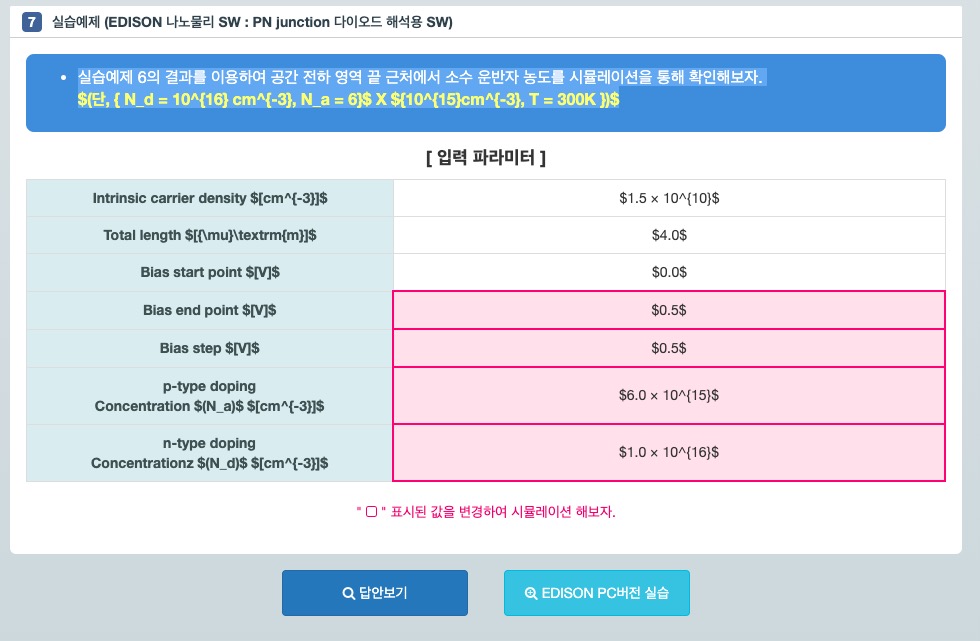 7 실습예제 (EDISON 나노물리 SW : PN junction 다이오드 해석용 SW)
• 실습예제 6의 결과를 이용하여 공간 전하 영역 끝 근처에서 소수 운반자 농도를 시뮬레이션을 통해 확인해보자.
$(단, { N_d = 10^{16} cm^{-3}, N_a = 6}$ X ${10^{15}cm^{-3}, T = 300K })$
[ 입력 파라미터 ]
Intrinsic carrier density $[cm^{-3}]$ $1.5 × 10^{10}$
Total length $[{\mu}\textrm{m}]$ $4.0$
Bias start point $[V]$ $0.0$
Bias end point $[V]$ $0.5$
Bias step $[V]$ $0.5$
p-type doping
Concentration $(N_a)$ $[cm^{-3}]$ $6.0 × 10^{15}$
n-type doping
Concentrationz $(N_d)$ $[cm^{-3}]$ $1.0 × 10^{16}$
" □ " 표시된 값을 변경하여 시뮬레이션 해보자.
답안보기
EDISON PC버전 실습